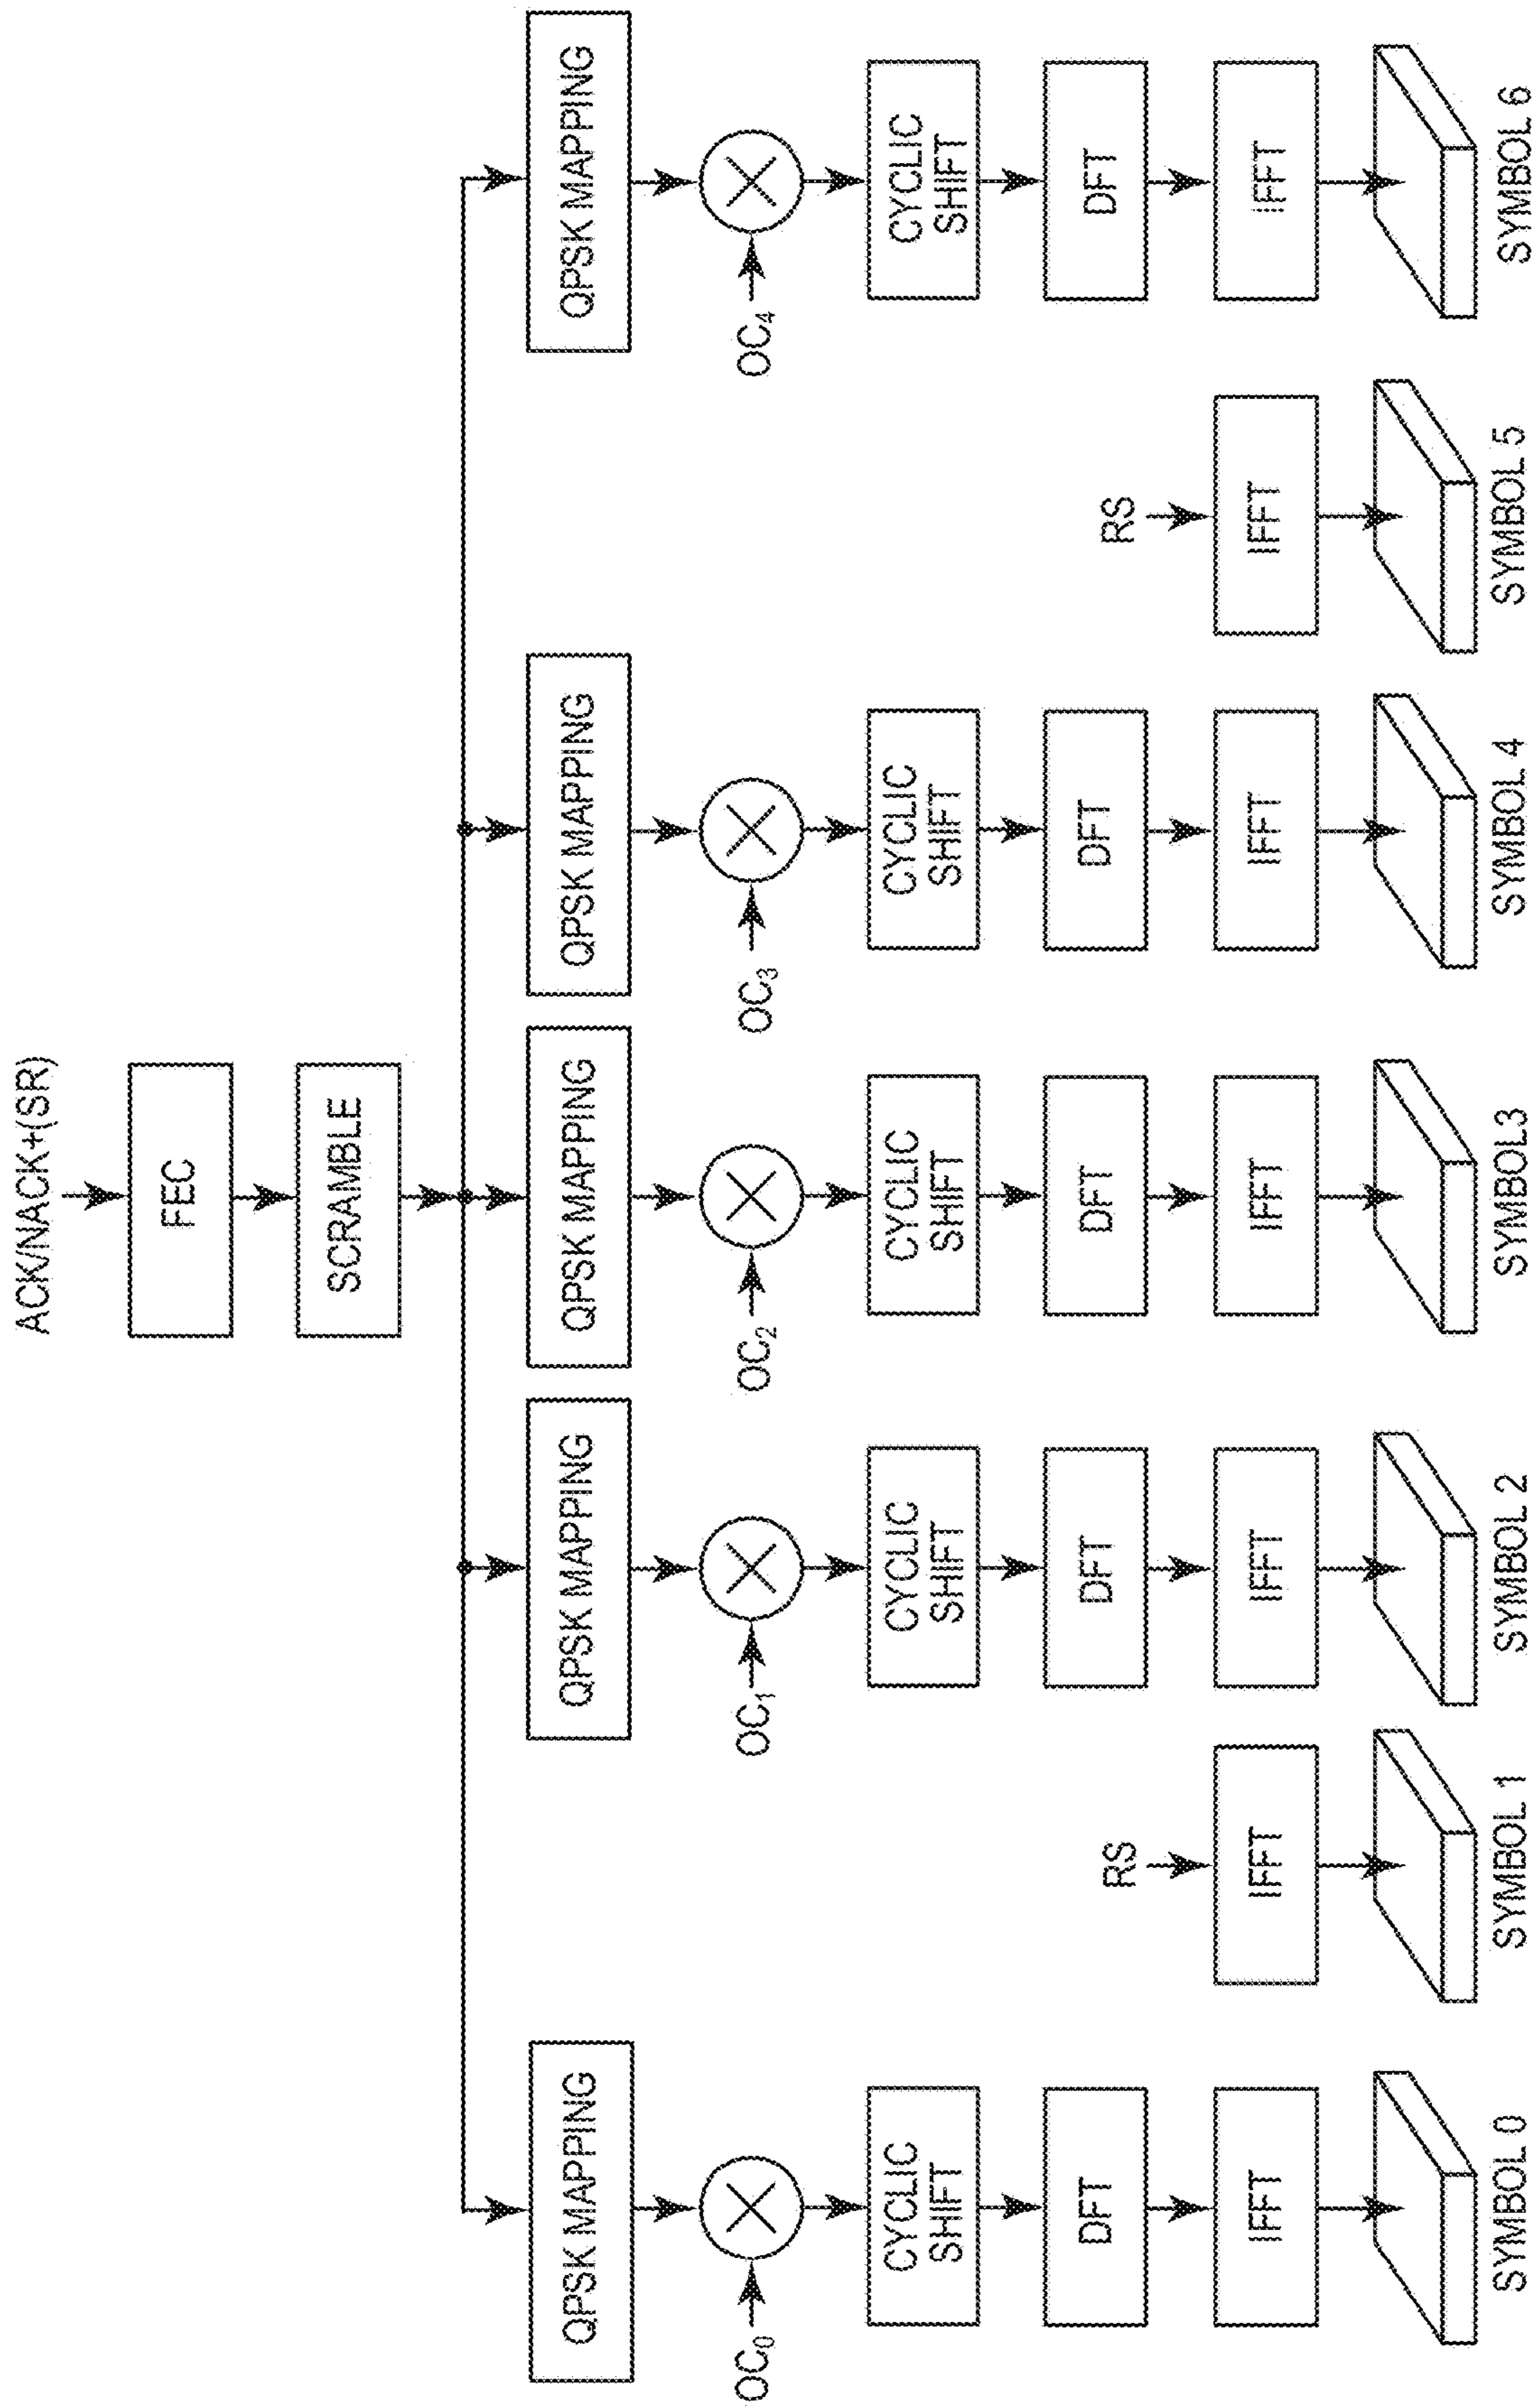 ACK/NACK+(SR)
FEC
SCRAMBLE
QPSK MAPPING
QPSK MAPPING
QPSK MAPPING
QPSK MAPPING
QPSK MAPPING
OC0
OC1
OC2
OC3
OC4
CYCLIC
SHIFT
CYCLIC
SHIFT
CYCLIC
SHIFT
CYCLIC
SHIFT
CYCLIC
SHIFT
DFT
RS
DFT
DFT
DFT
RS
DFT
IFFT
IFFT
IFFT
IFFT
IFFT
IFFT
IFFT
SYMBOL 0
SYMBOL 1
SYMBOL 2
SYMBOL3
SYMBOL 4
SYMBOL 5
SYMBOL 6